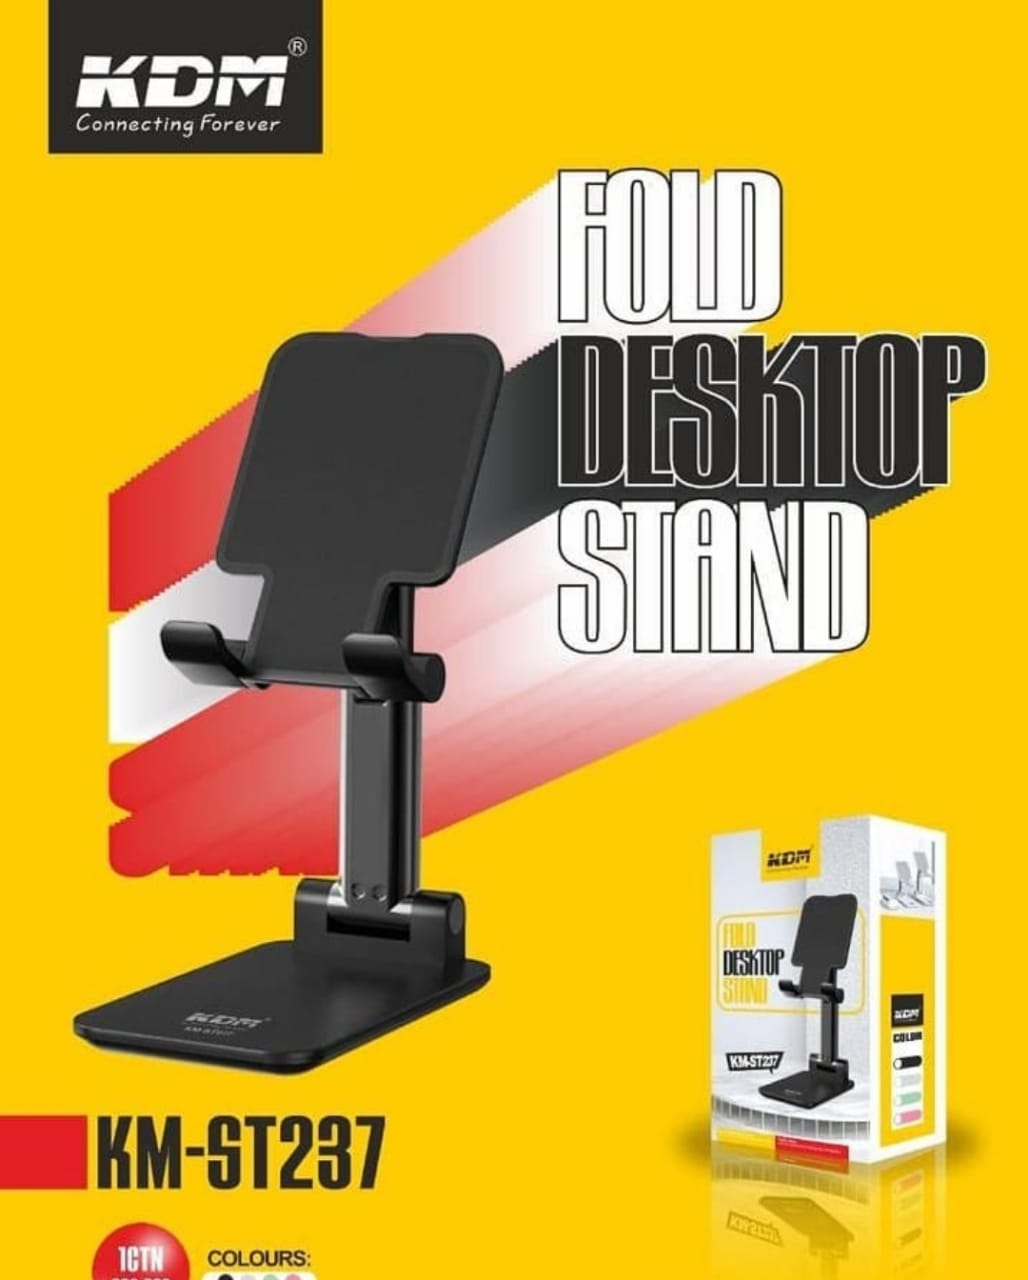 KDM®
Connecting Forever
FOLD
DESKTOP
STAND
KDM
FOLD
DESKTOP
STAND
KM-ST237
KDM
COLOUR
KDM
KM-ST237
1CTN
COLOURS: